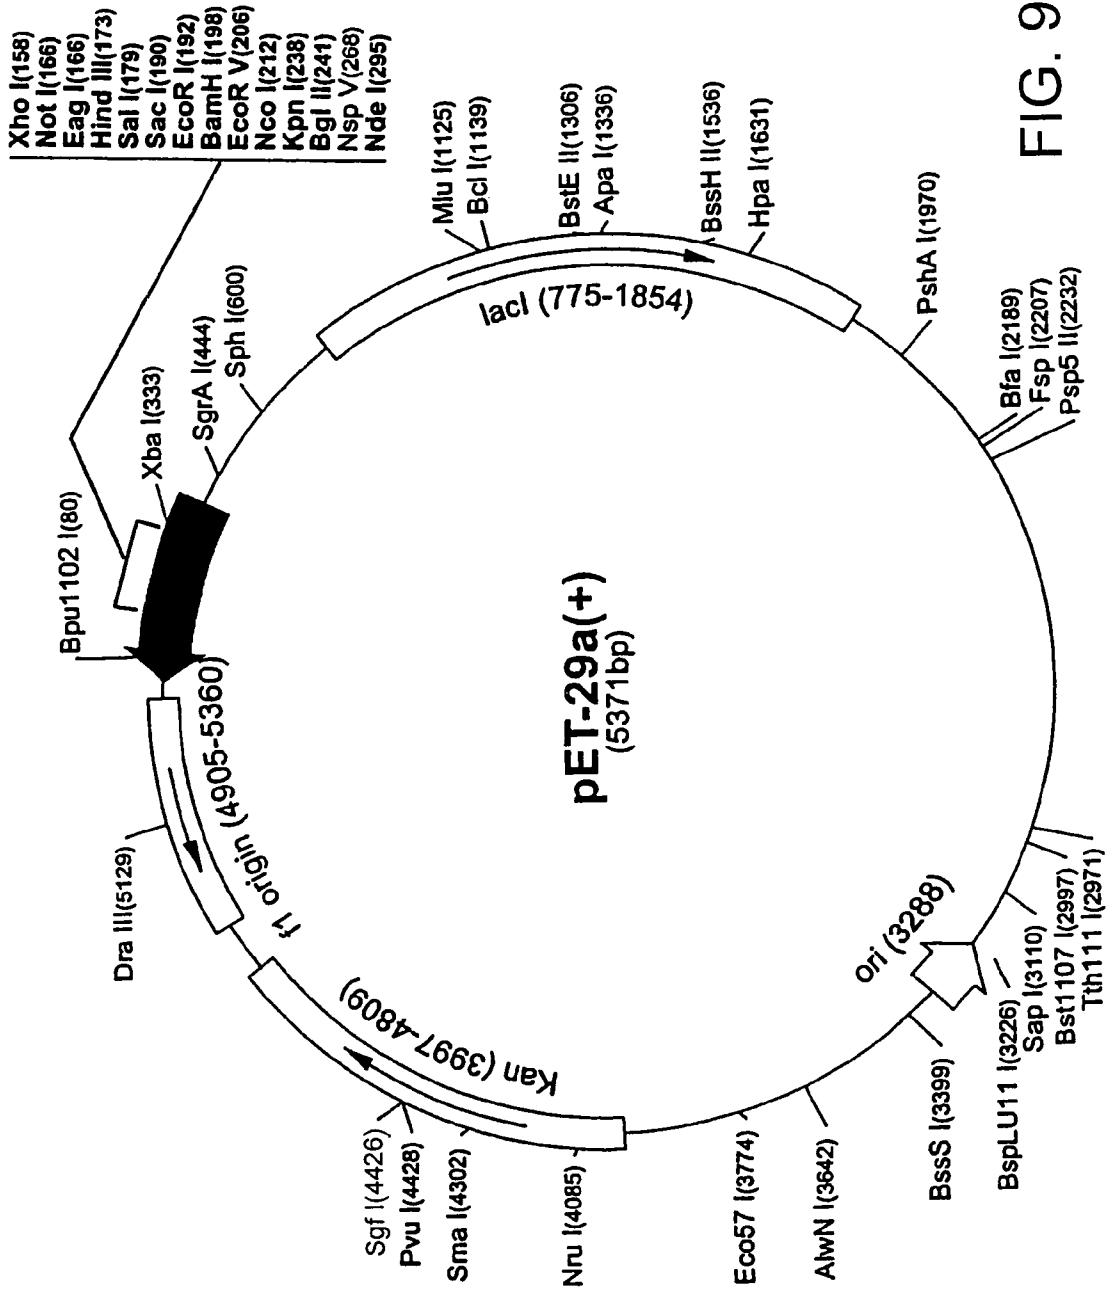 Xho I(158)
Not I(166)
Eag I(166)
Hind III(173)
Sal I(179)
Sac I(190)
EcoR I(192)
BamH I(198)
EcoR V(206)
Nco I(212)
Kpn I(238)
Bgl II(241)
Nsp V(268)
Nde I(295)
Bpu1102 I(80)
Xba I(333)
SgrA I(444)
Sph I(600)
Mlu I(1125)
Bcl I(1139)
BstE II(1306)
Apa I(1336)
BssH II(1536)
Hpa I(1631)
lacI (775-1854)
PshA I(1970)
Bfa I(2189)
Fsp I(2207)
Psp5 II(2232)
Tth111 I(2971)
Bst1107 I(2997)
Sap I(3110)
BspLU11 I(3226)
ori (3288)
BssS I(3399)
AlwN I(3642)
Eco57 I(3774)
Nru I(4085)
Sma I(4302)
Pvu I(4428)
Sgf I(4426)
Kan (3997-4809)
Dra III(5129)
f1 origin (4905-5360)
pET-29a(+)
(5371bp)
FIG. 9